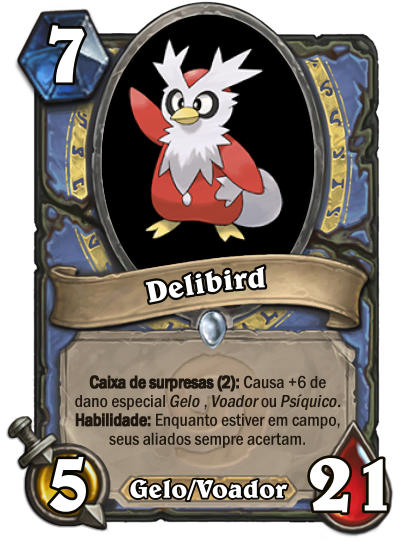 7
Delibird
Caixa de surpresas (2): Causa +6 de
dano especial Gelo , Voador ou Psíquico.
Habilidade: Enquanto estiver em campo,
seus aliados sempre acertam.
5
Gelo/Voador
21